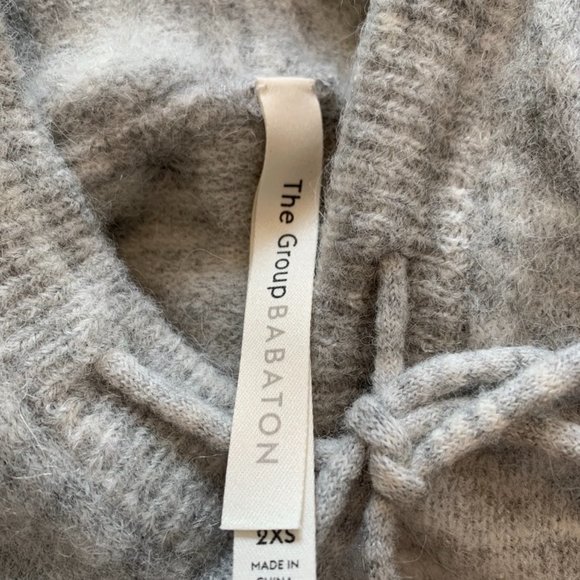 The Group BABATON
2XS
MADE IN
CHINA